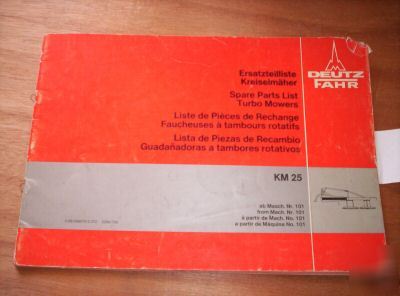 Ersatzteilliste
Kreiselmäher
Spare Parts List
Turbo Mowers
Liste de Pièces de Rechange
Faucheuses à tambours rotatifs
Lista de Piezas de Recambio
Guadañadoras a tambores rotativos
DEUTZ
FAHR
KM 25
ab Masch. Nr. 101
from Mach. Nr. 101
à partir de Mach. No. 101
a partir de Máquina No. 101